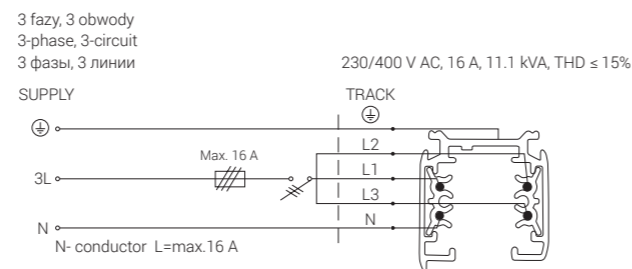 3 fazy, 3 obwody
3-phase, 3-circuit
3 фазы, 3 линии
230/400 V AC, 16 A, 11.1 kVA, THD ≤ 15%
SUPPLY
TRACK
L2
Max. 16 A
L1
3L
L3
N
N
N- conductor L=max.16 A